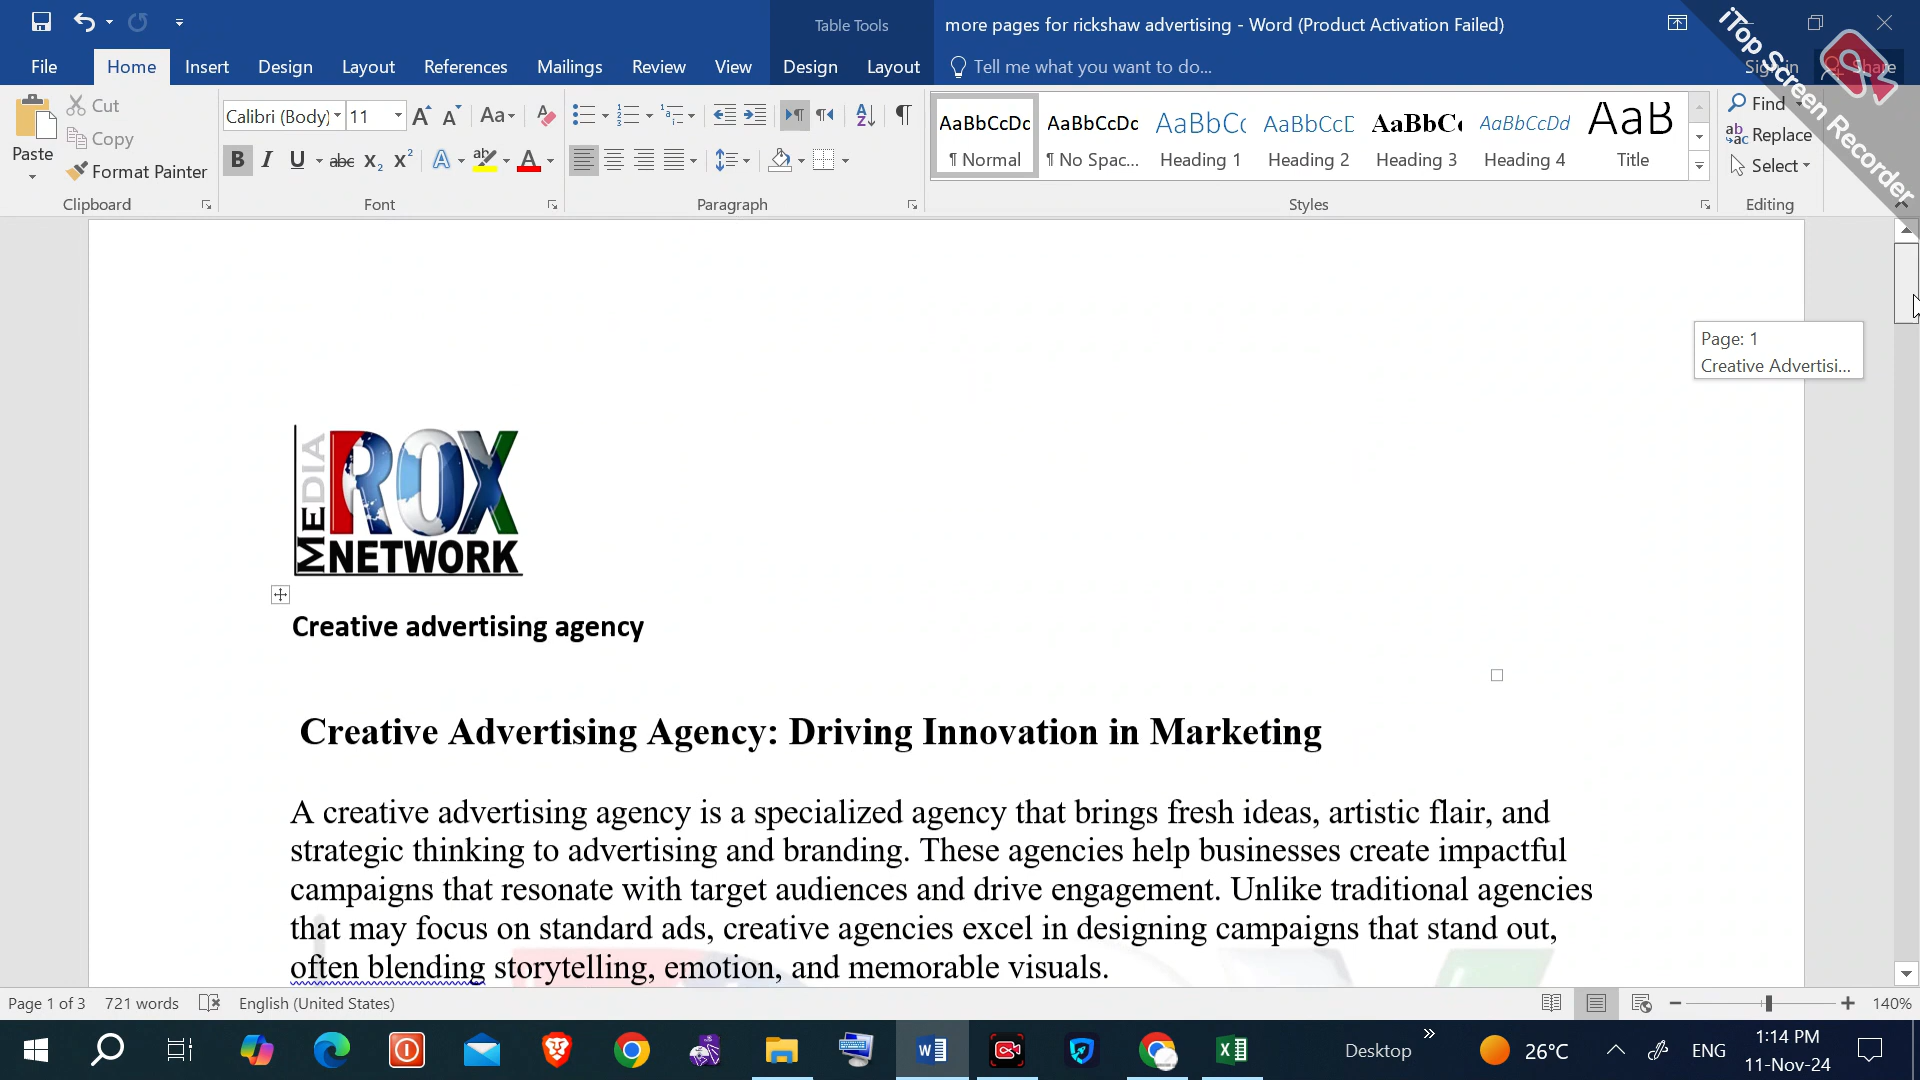 Table Tools
more pages for rickshaw advertising - Word (Product Activation Failed)
File
Home
Insert
Design
Layout
References
Mailings
Review
View
Design
Layout
Tell me what you want to do...
Sign in
Share
iTop Screen Recorder
Paste
Cut
Copy
Format Painter
Clipboard
Calibri (Body)
11
Font
Paragraph
AaBbCcDc
¶ Normal
AaBbCcDc
¶ No Spac...
AaBbCc
Heading 1
AaBbCcD
Heading 2
AaBbCc
Heading 3
AaBbCcDd
Heading 4
AaB
Title
Styles
Find
Replace
Select
Editing
Page: 1
Creative Advertisi...
MEDIA
ROX
NETWORK
Creative advertising agency
Creative Advertising Agency: Driving Innovation in Marketing
A creative advertising agency is a specialized agency that brings fresh ideas, artistic flair, and
strategic thinking to advertising and branding. These agencies help businesses create impactful
campaigns that resonate with target audiences and drive engagement. Unlike traditional agencies
that may focus on standard ads, creative agencies excel in designing campaigns that stand out,
often blending storytelling, emotion, and memorable visuals.
Page 1 of 3
721 words
English (United States)
140%
Desktop
26°C
ENG
1:14 PM
11-Nov-24